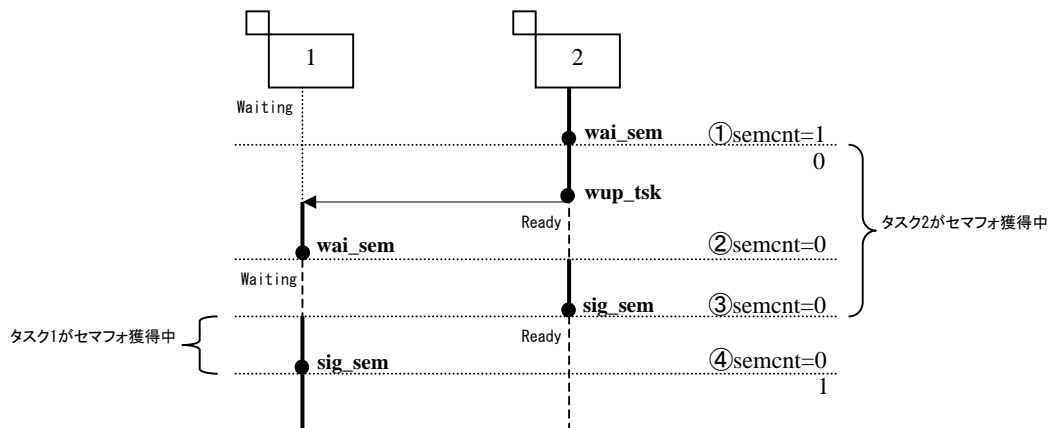 1
2
Waiting
wai_sem
①semcnt=1
0
wup_tsk
Ready
タスク2がセマフォ獲得中
wai_sem
②semcnt=0
Waiting
sig_sem
③semcnt=0
タスク1がセマフォ獲得中
Ready
sig_sem
④semcnt=0
1